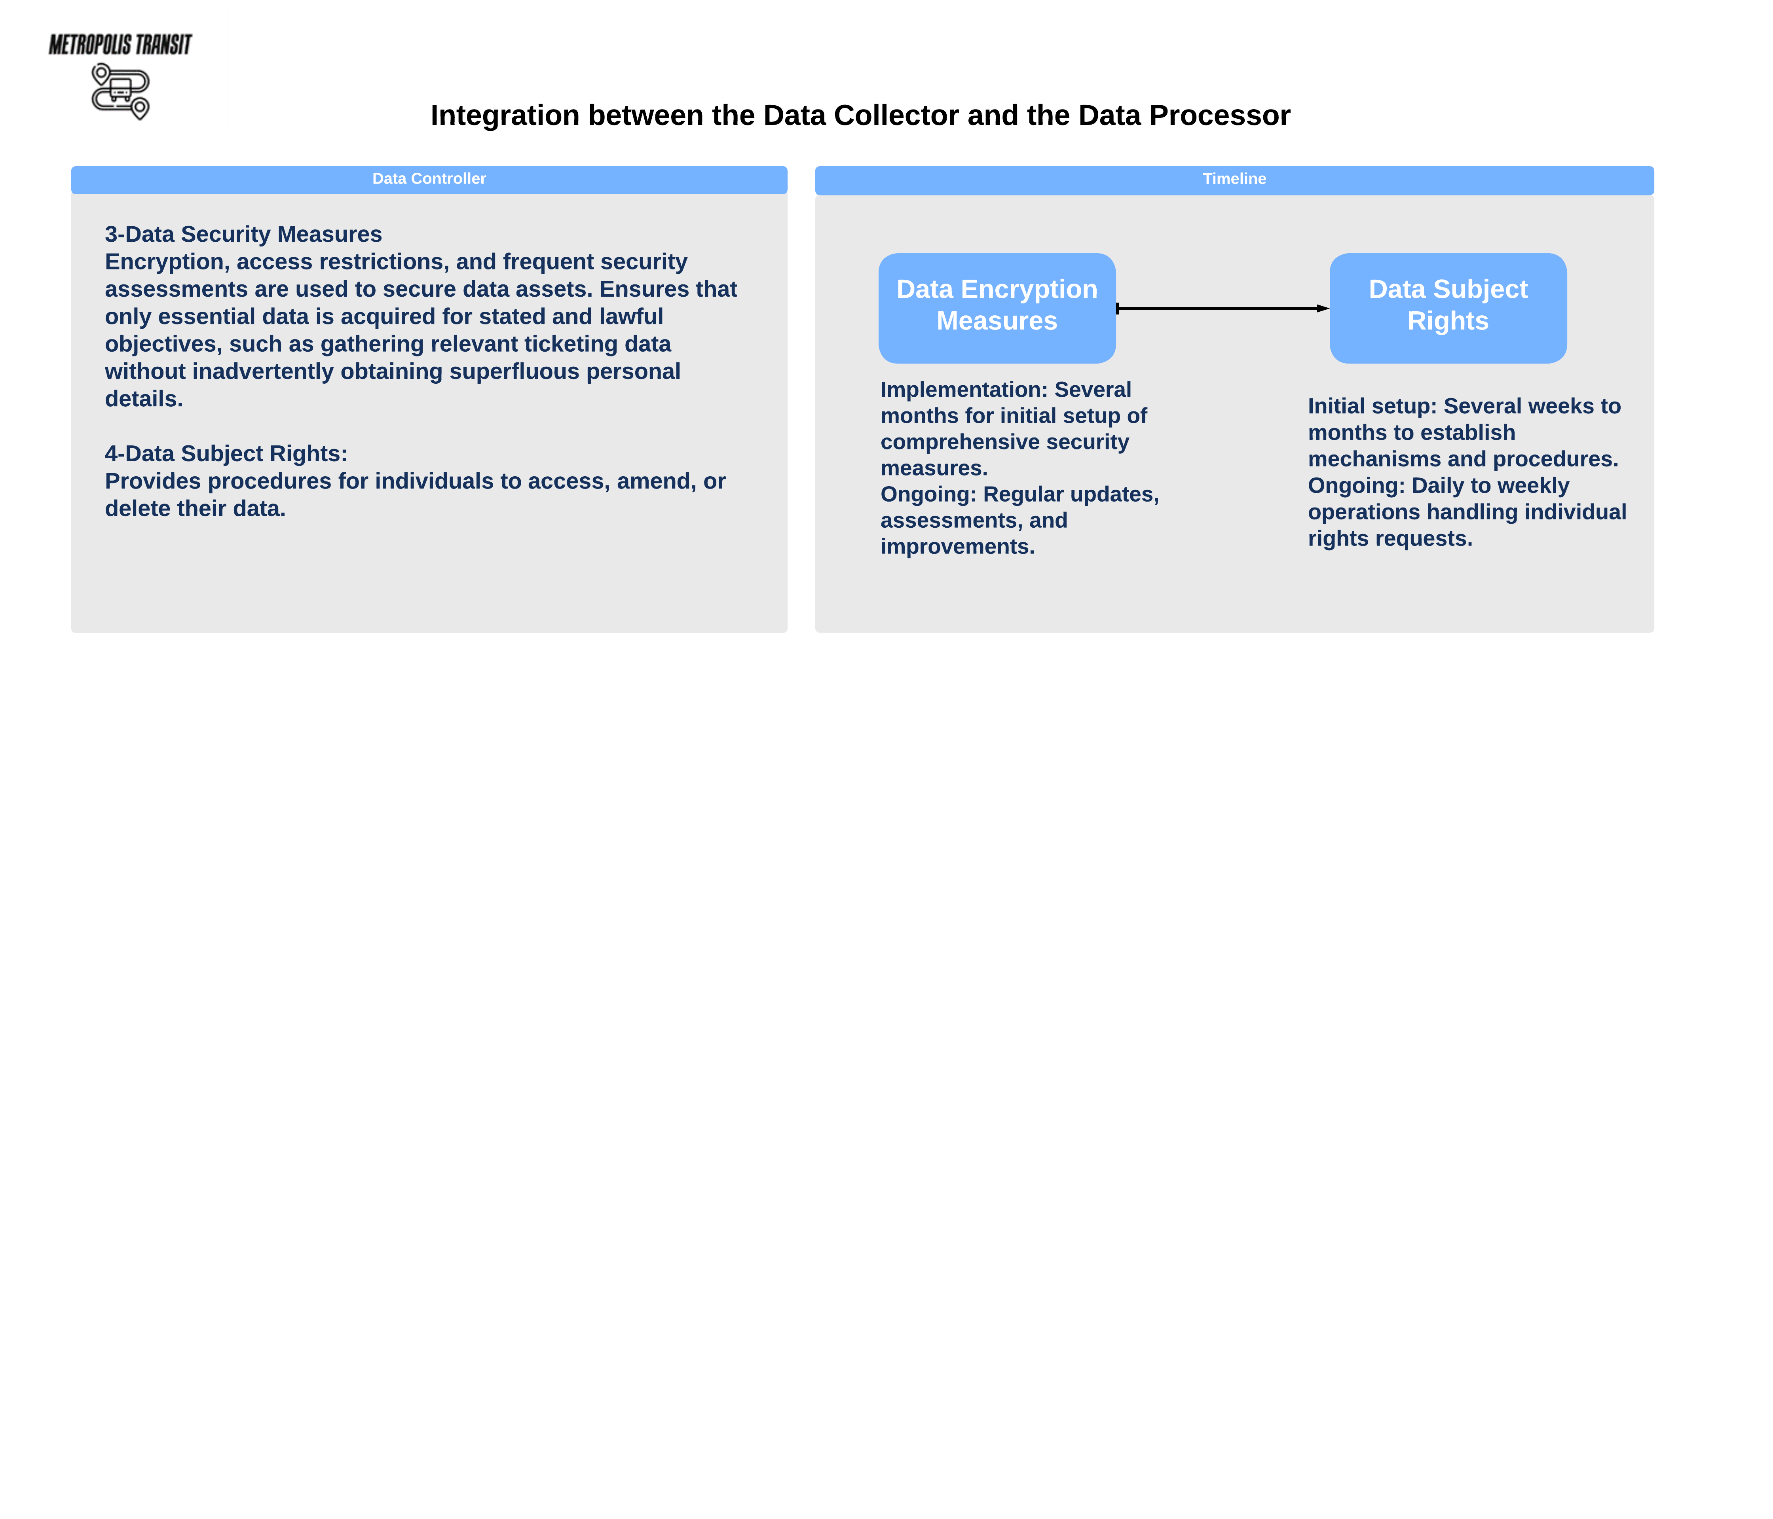 METROPOLIS TRANSIT
Integration between the Data Collector and the Data Processor
Data Controller
3-Data Security Measures
Encryption, access restrictions, and frequent security
assessments are used to secure data assets. Ensures that
only essential data is acquired for stated and lawful
objectives, such as gathering relevant ticketing data
without inadvertently obtaining superfluous personal
details.
4-Data Subject Rights:
Provides procedures for individuals to access, amend, or
delete their data.
Timeline
Data Encryption
Measures
Implementation: Several
months for initial setup of
comprehensive security
measures.
Ongoing: Regular updates,
assessments, and
improvements.
Data Subject
Rights
Initial setup: Several weeks to
months to establish
mechanisms and procedures.
Ongoing: Daily to weekly
operations handling individual
rights requests.